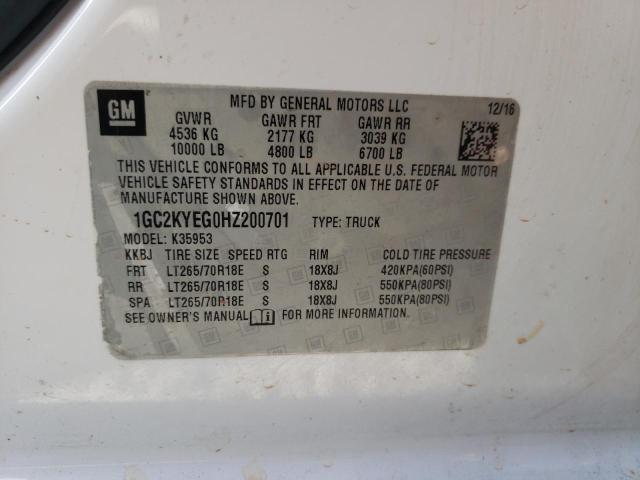 GM
MFD BY GENERAL MOTORS LLC 12/16
GVWR GAWR FRT GAWR RR
4536 KG 2177 KG 3039 KG
10000 LB 4800 LB 6700 LB
THIS VEHICLE CONFORMS TO ALL APPLICABLE U.S. FEDERAL MOTOR
VEHICLE SAFETY STANDARDS IN EFFECT ON THE DATE OF
MANUFACTURE SHOWN ABOVE.
1GC2KYEG0HZ200701 TYPE: TRUCK
MODEL: K35953
KKBJ TIRE SIZE SPEED RTG RIM COLD TIRE PRESSURE
FRT LT265/70R18E S 18X8J 420KPA(60PSI)
RR LT265/70R18E S 18X8J 550KPA(80PSI)
SPA LT265/70R18E S 18X8J 550KPA(80PSI)
SEE OWNER'S MANUAL FOR MORE INFORMATION.